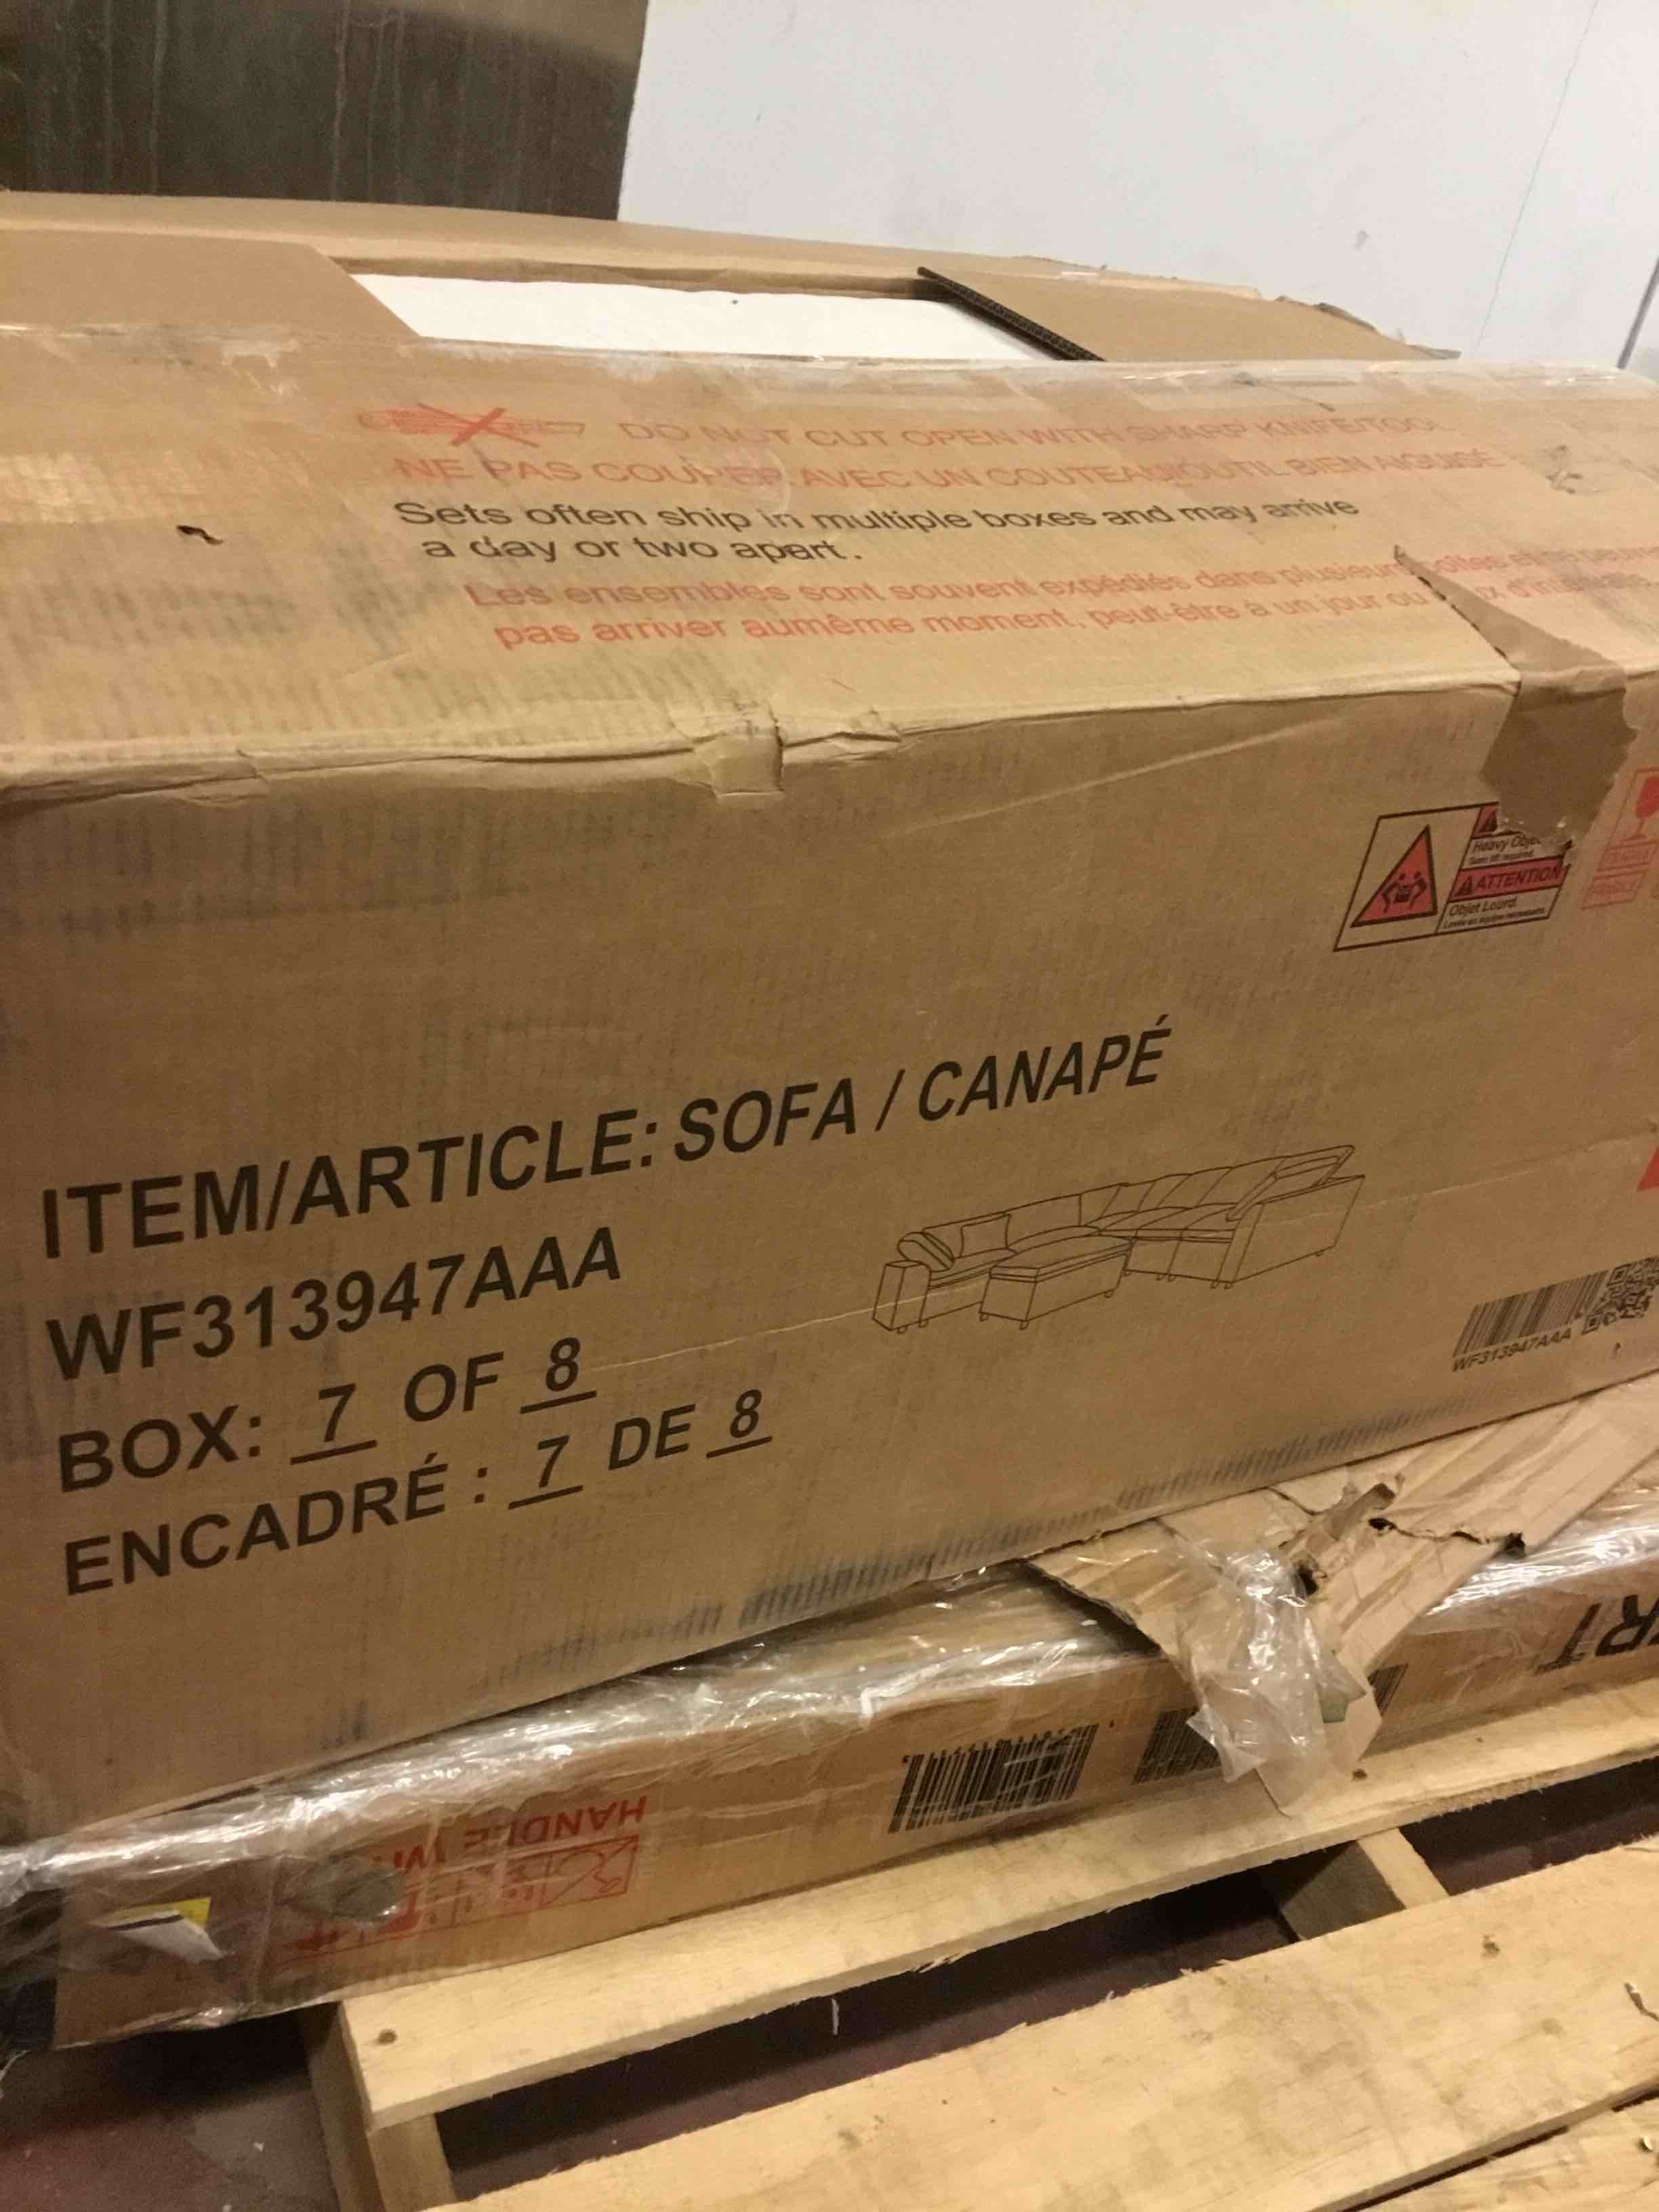 DO NOT CUT OPEN WITH SHARP KNIFE/TOOL
NE PAS COUPER AVEC UN COUTEAU/OUTIL BIEN AIGUISÉ
Sets often ship in multiple boxes and may arrive
a day or two apart.
Les ensembles sont souvent expédiés dans plusieurs
pas arriver aumême moment, peut-être à un jour ou
Heavy
ATTENTION
Objet Lourd.
FRAGILE
ITEM/ARTICLE: SOFA / CANAPÉ
WF313947AAA
BOX: 7 OF 8
ENCADRÉ : 7 DE 8
WF313947AAA
HANDLE